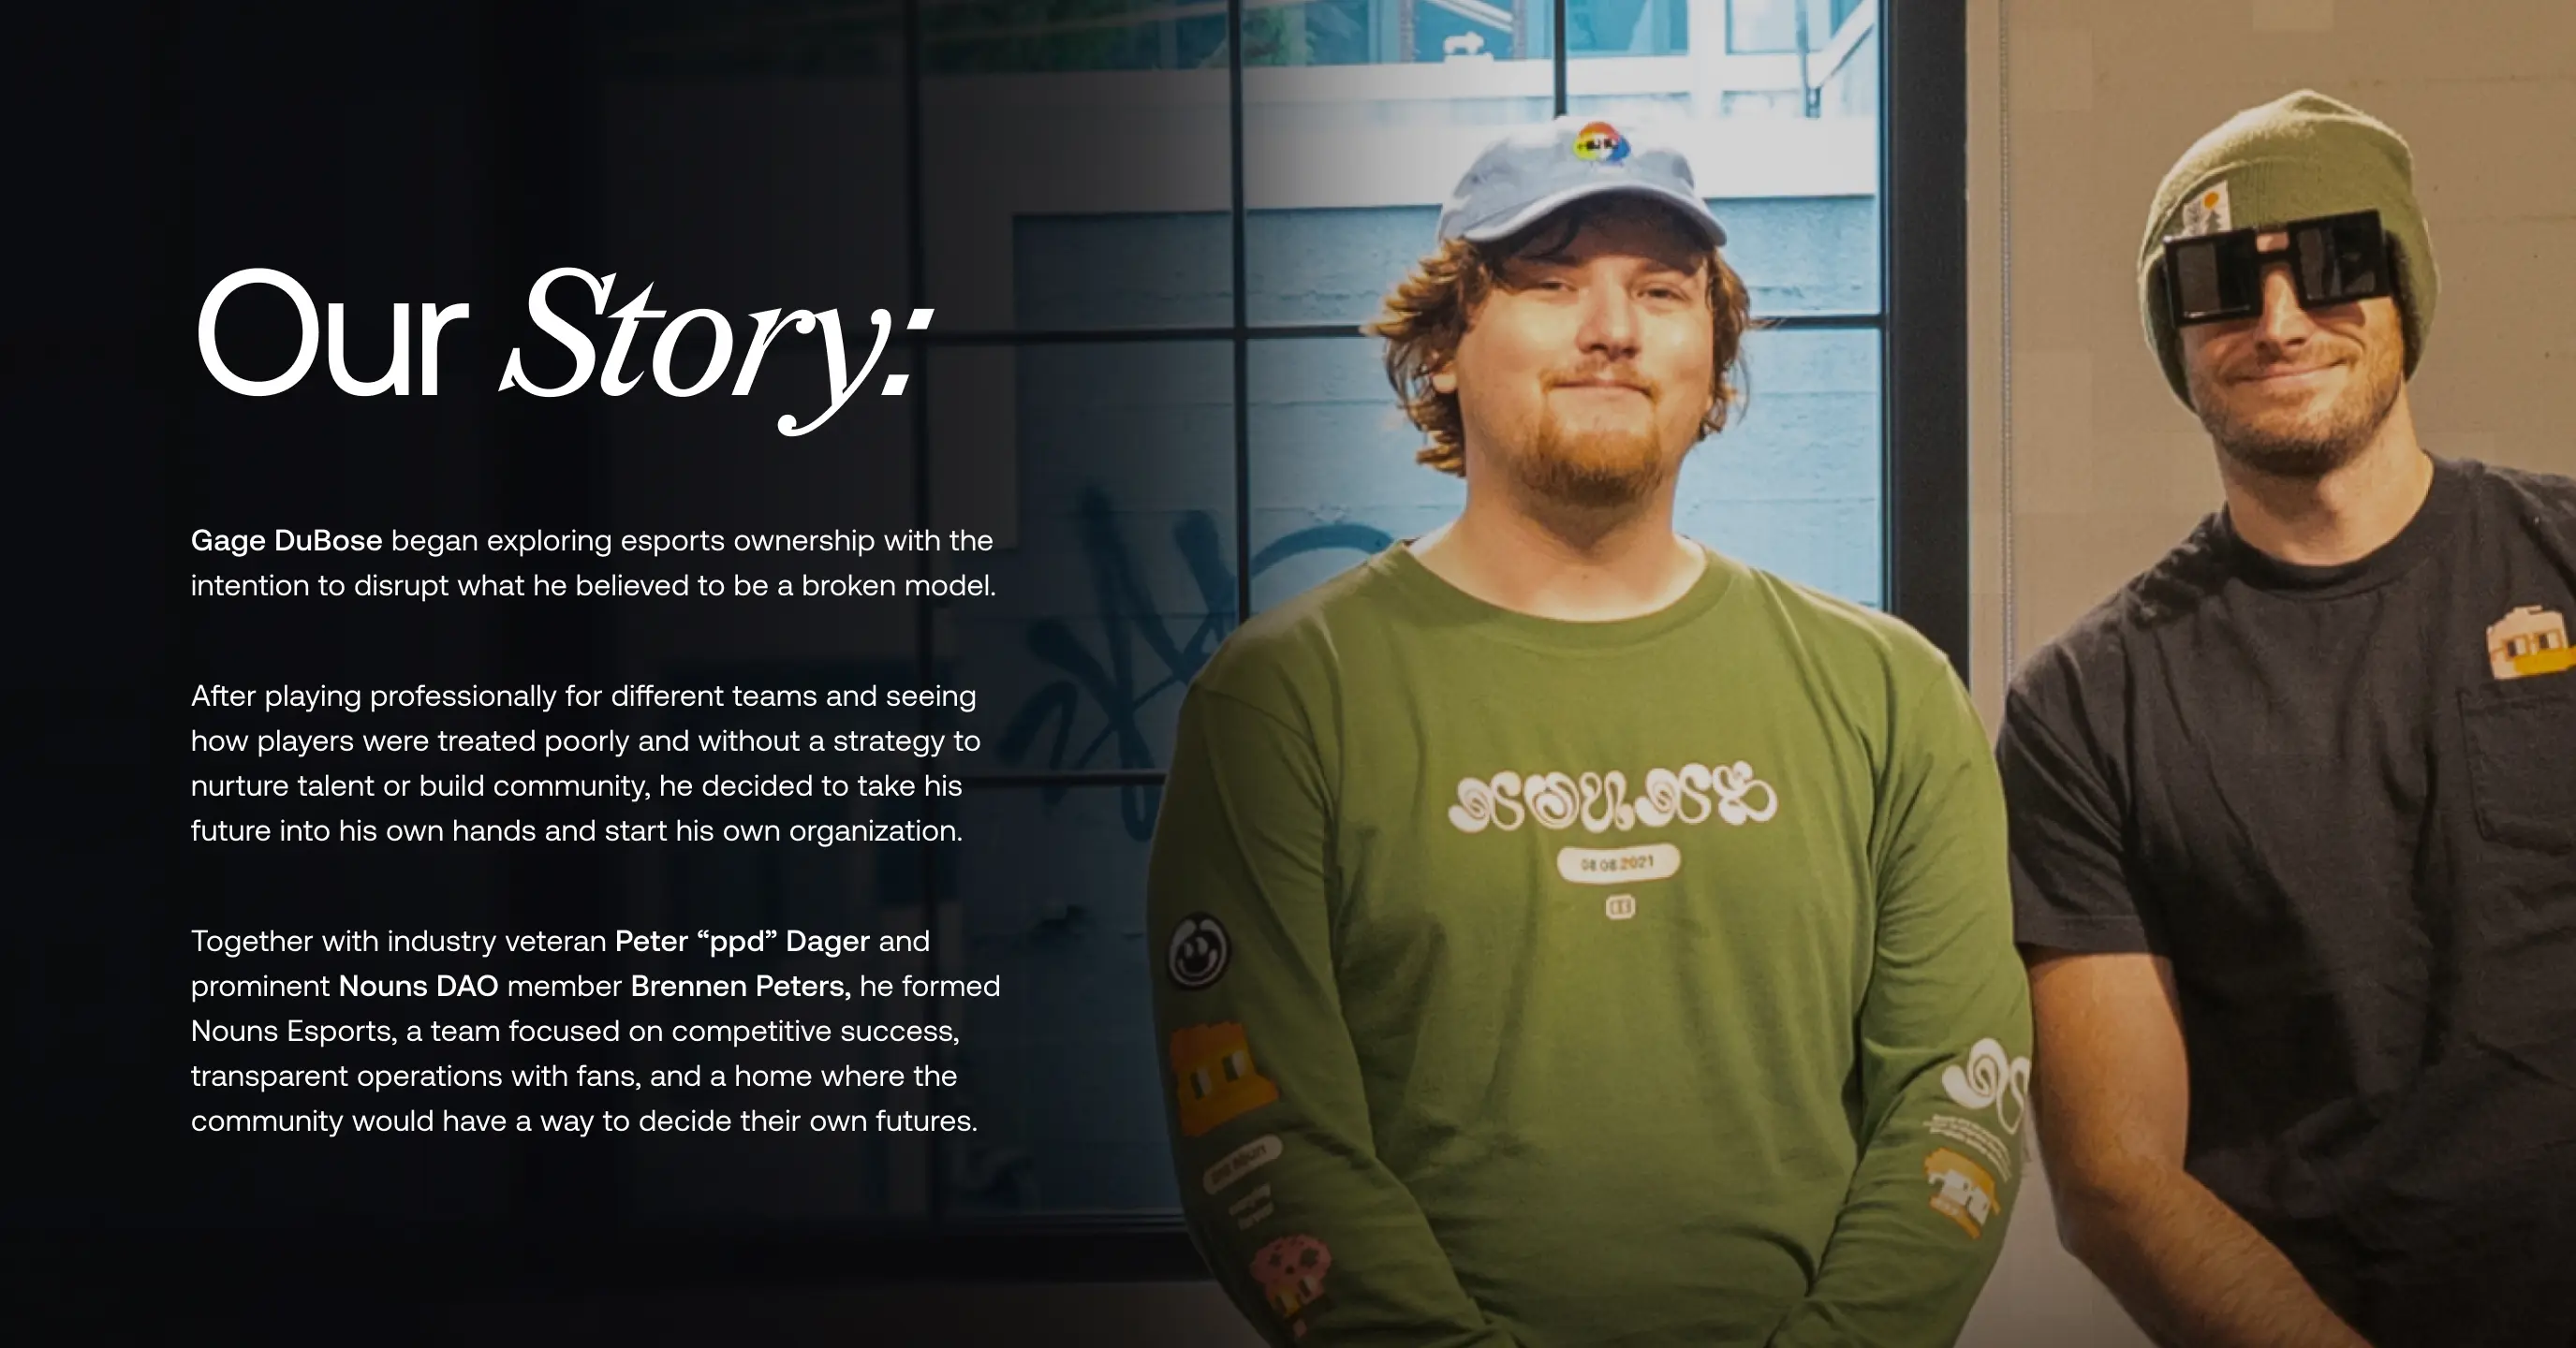 Our Story:
Gage DuBose began exploring esports ownership with the
intention to disrupt what he believed to be a broken model.
After playing professionally for different teams and seeing
how players were treated poorly and without a strategy to
nurture talent or build community, he decided to take his
future into his own hands and start his own organization.
Together with industry veteran Peter “ppd” Dager and
prominent Nouns DAO member Brennen Peters, he formed
Nouns Esports, a team focused on competitive success,
transparent operations with fans, and a home where the
community would have a way to decide their own futures.
08.08.2021